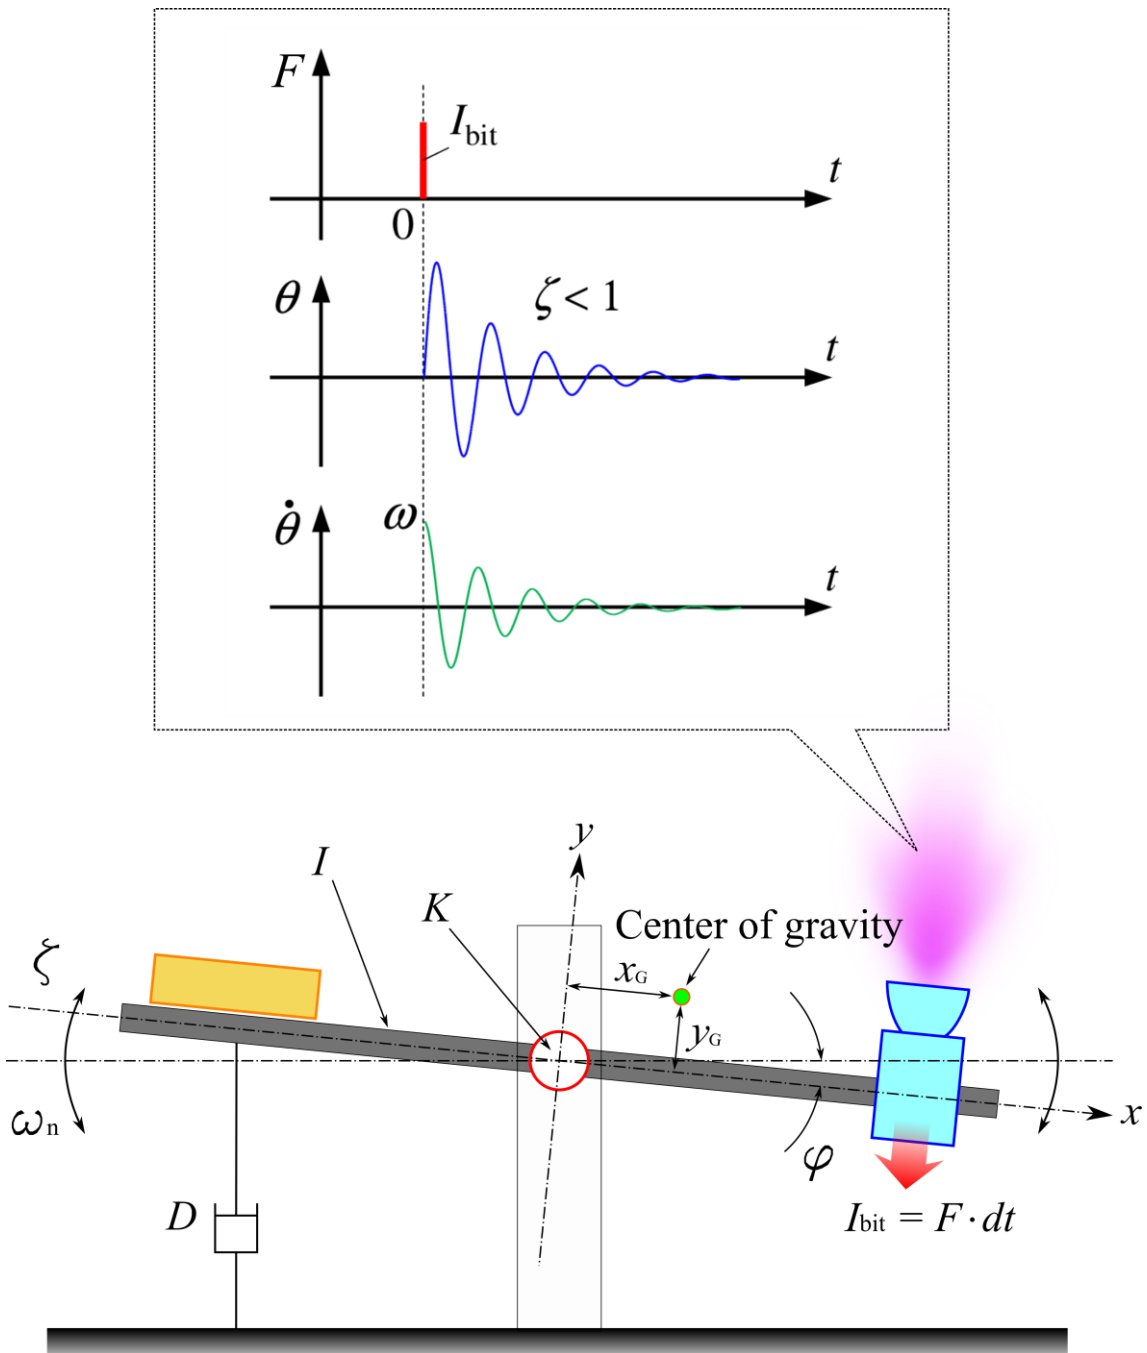 F
I_bit
t
0
θ
ζ < 1
t
θ̇
ω
t
y
I
K
Center of gravity
x_G
ζ
y_G
ω_n
x
φ
D
I_bit = F · dt